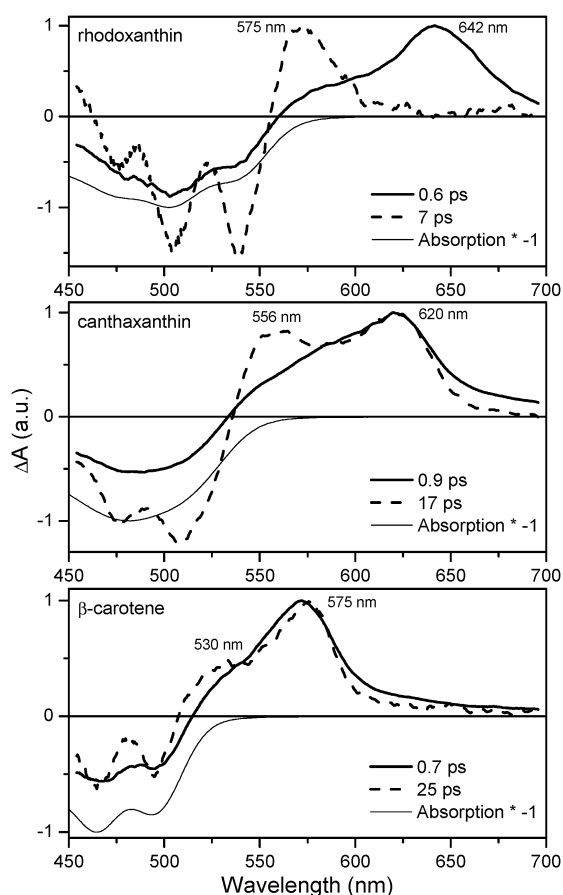 rhodoxanthin
575 nm
642 nm
1
0
-1
0.6 ps
7 ps
Absorption * -1
450 500 550 600 650 700
canthaxanthin
556 nm
620 nm
1
0
-1
0.9 ps
17 ps
Absorption * -1
450 500 550 600 650 700
ΔA (a.u.)
β-carotene
530 nm
575 nm
1
0
-1
0.7 ps
25 ps
Absorption * -1
450 500 550 600 650 700
Wavelength (nm)